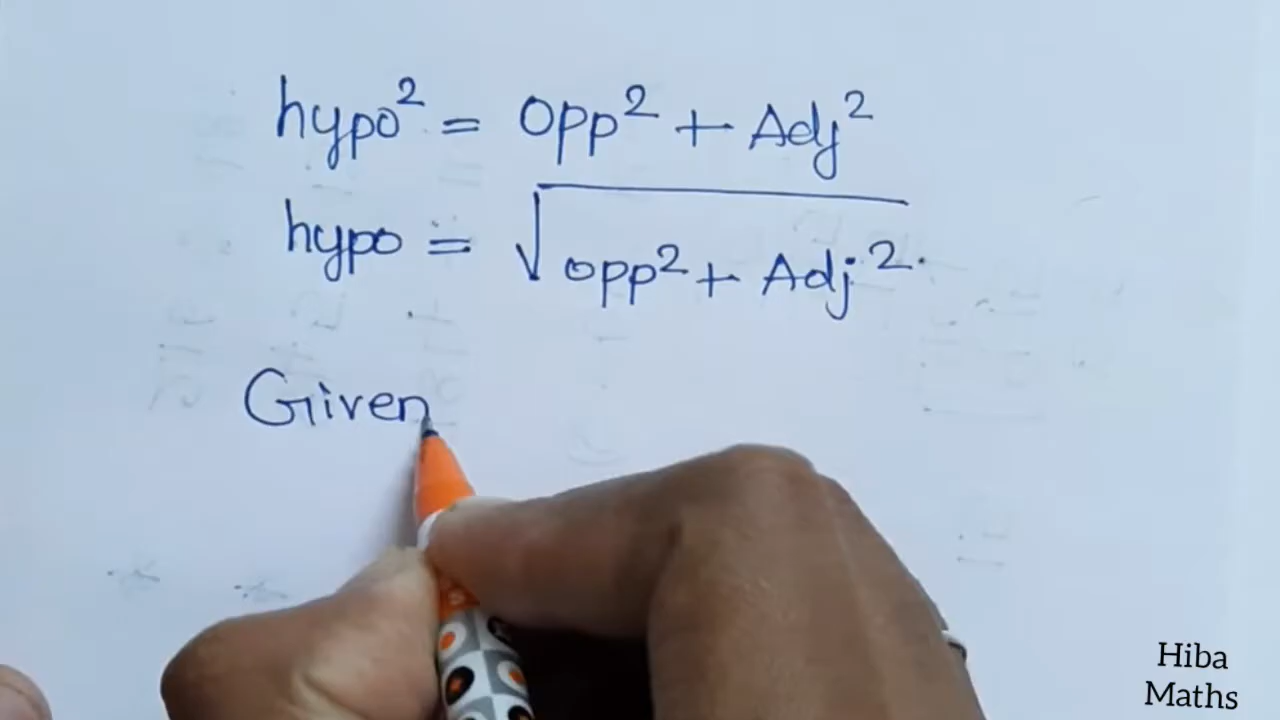 hypo² = Opp² + Adj²
hypo = √opp² + Adj².
Given
Hiba
Maths